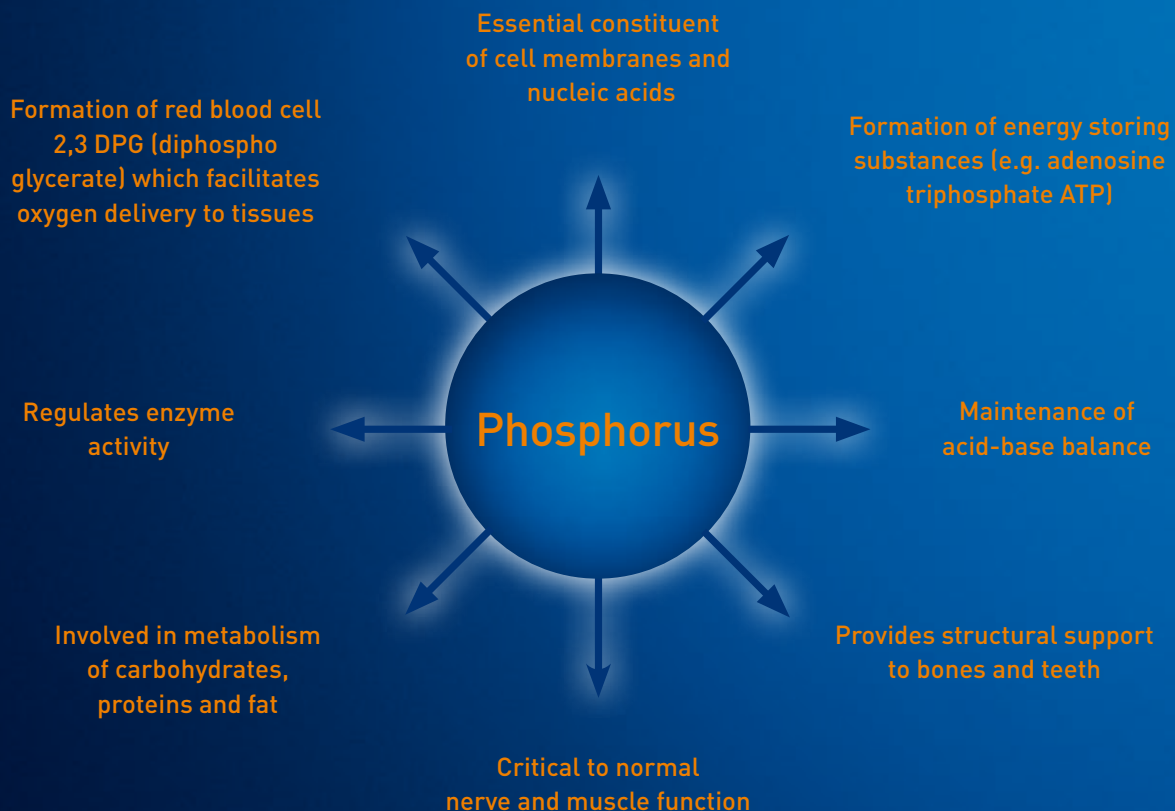 Essential constituent
of cell membranes and
nucleic acids
Formation of red blood cell
2,3 DPG (diphospho
glycerate) which facilitates
oxygen delivery to tissues
Formation of energy storing
substances (e.g. adenosine
triphosphate ATP)
Regulates enzyme
activity
Phosphorus
Maintenance of
acid-base balance
Involved in metabolism
of carbohydrates,
proteins and fat
Provides structural support
to bones and teeth
Critical to normal
nerve and muscle function